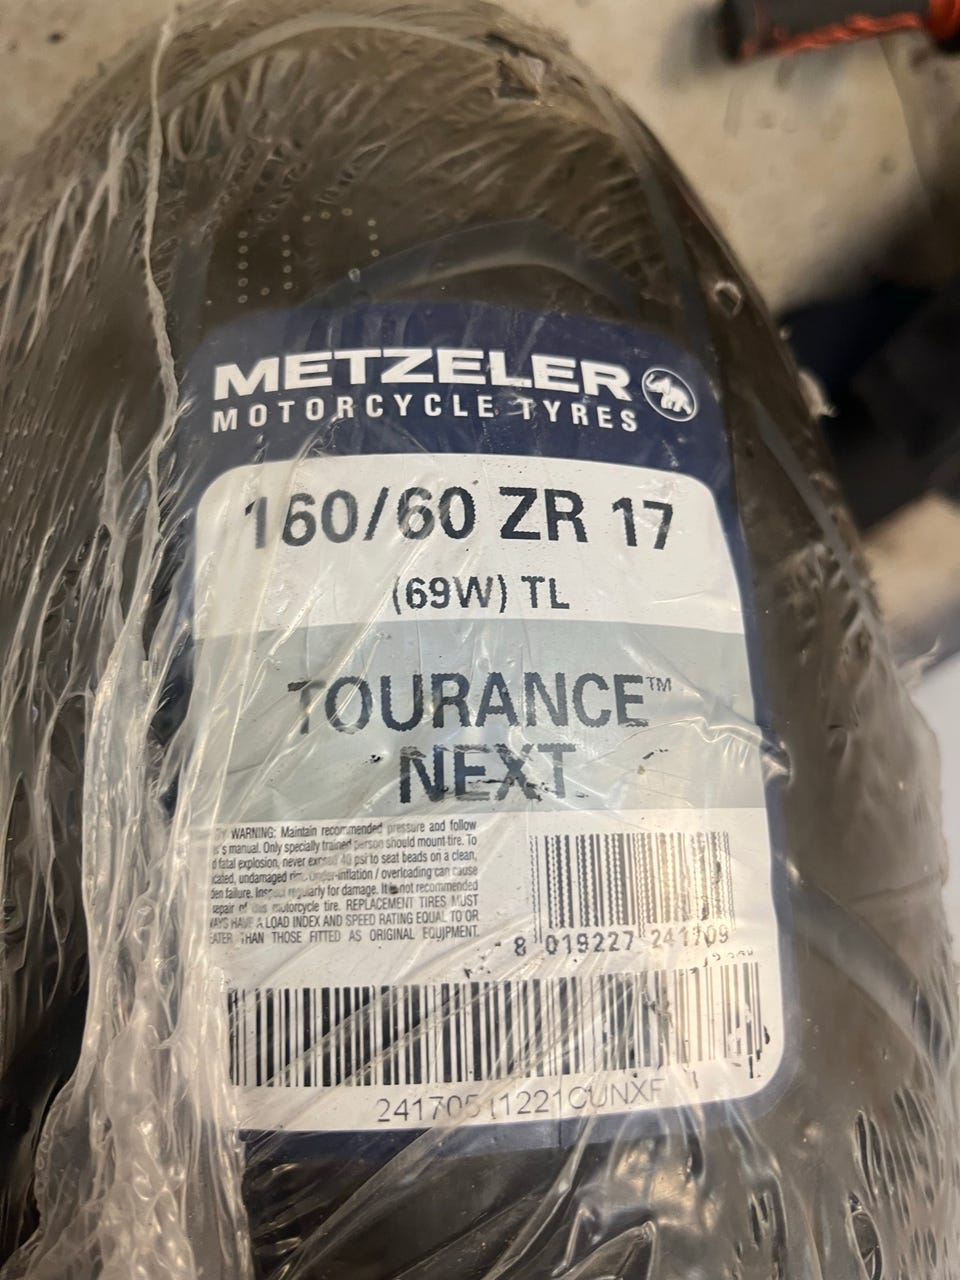 METZELER
MOTORCYCLE TYRES
160/60 ZR 17
(69W) TL
TOURANCE™
NEXT
WARNING: Maintain recommended pressure and follow
's manual. Only specially trained person should mount tire. To
fatal explosion, never exceed 40 psi to seat beads on a clean,
icated, undamaged rim. Under-inflation / overloading can cause
den failure. Inspect regularly for damage. It is not recommended
repair of this motorcycle tire. REPLACEMENT TIRES MUST
WAYS HAVE A LOAD INDEX AND SPEED RATING EQUAL TO OR
EATER THAN THOSE FITTED AS ORIGINAL EQUIPMENT.
8 019227 241709